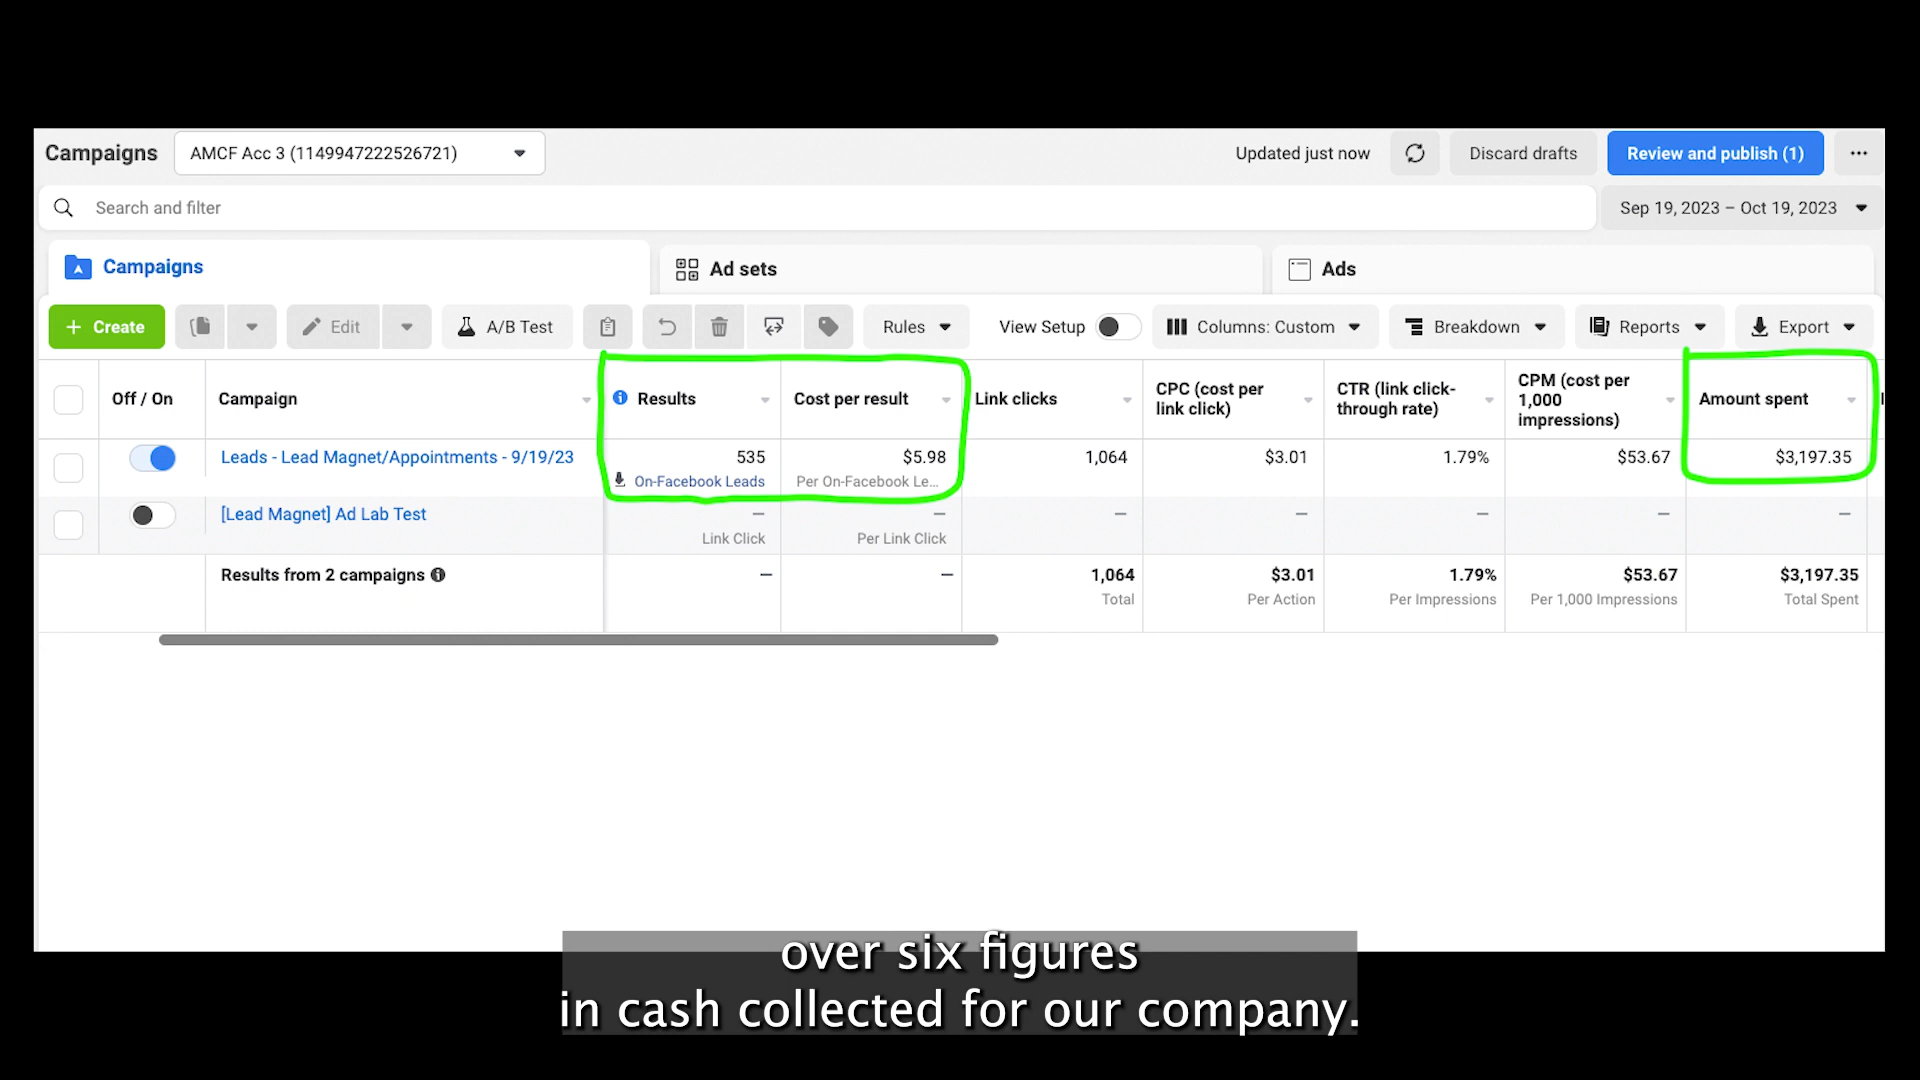 Campaigns
AMCF Acc 3 (1149947222526721)
Updated just now
Discard drafts
Review and publish (1)
Search and filter
Sep 19, 2023 – Oct 19, 2023
Campaigns
Ad sets
Ads
+ Create
Edit
A/B Test
Rules
View Setup
Columns: Custom
Breakdown
Reports
Export
Off / On
Campaign
Results
Cost per result
Link clicks
CPC (cost per
link click)
CTR (link click-
through rate)
CPM (cost per
1,000
impressions)
Amount spent
Leads - Lead Magnet/Appointments - 9/19/23
535
On-Facebook Leads
$5.98
Per On-Facebook Le...
1,064
$3.01
1.79%
$53.67
$3,197.35
[Lead Magnet] Ad Lab Test
—
Link Click
—
Per Link Click
—
—
—
—
—
Results from 2 campaigns
—
—
1,064
Total
$3.01
Per Action
1.79%
Per Impressions
$53.67
Per 1,000 Impressions
$3,197.35
Total Spent
over six figures
in cash collected for our company.